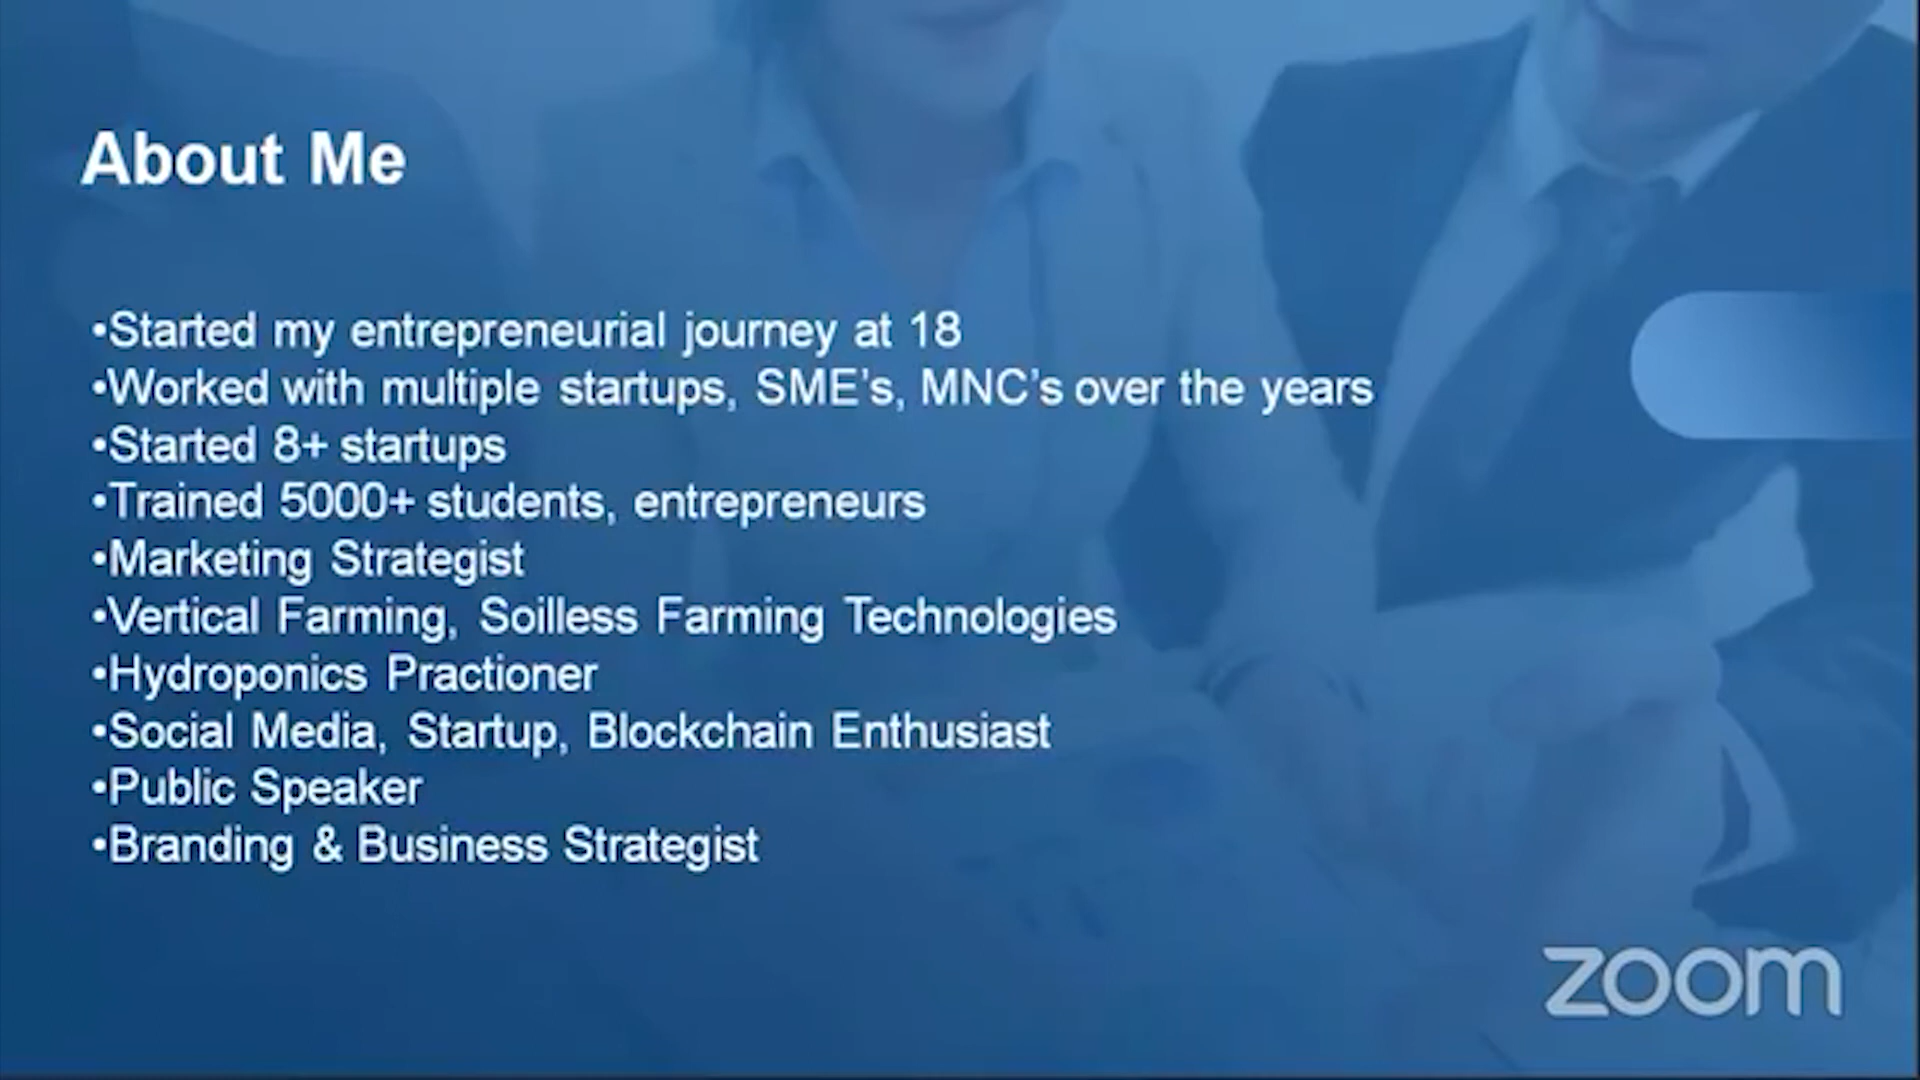 About Me
•Started my entrepreneurial journey at 18
•Worked with multiple startups, SME’s, MNC’s over the years
•Started 8+ startups
•Trained 5000+ students, entrepreneurs
•Marketing Strategist
•Vertical Farming, Soilless Farming Technologies
•Hydroponics Practioner
•Social Media, Startup, Blockchain Enthusiast
•Public Speaker
•Branding & Business Strategist
zoom